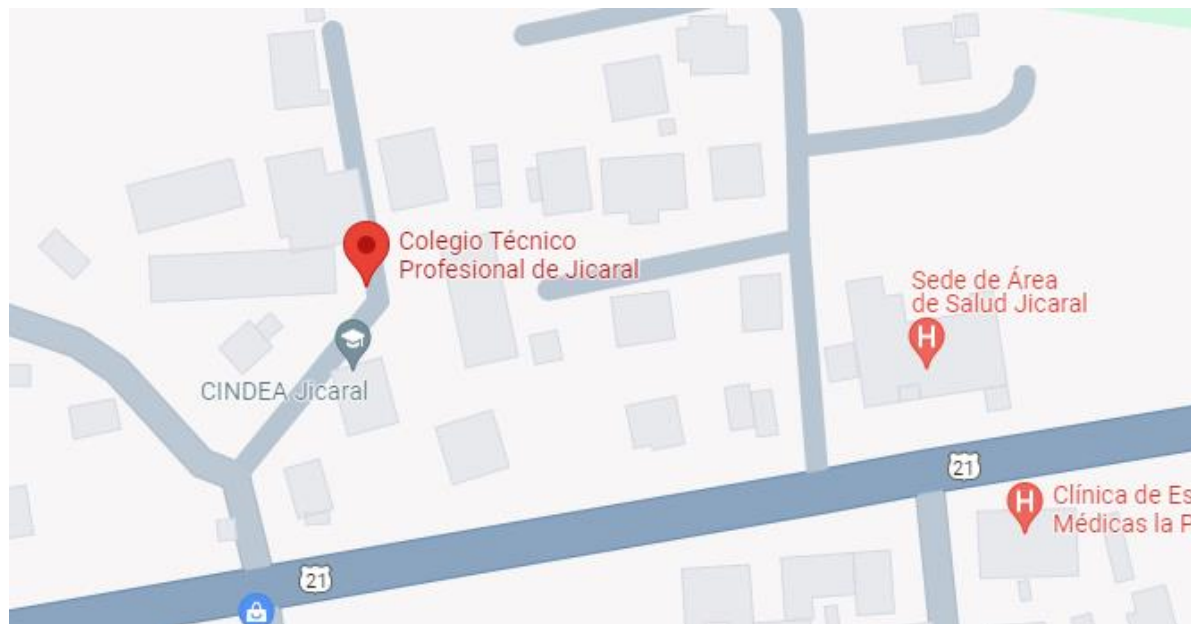 Colegio Técnico
Profesional de Jicaral
Sede de Área
de Salud Jicaral
H
CINDEA Jicaral
21
H
Clínica de Es
Médicas la P
21